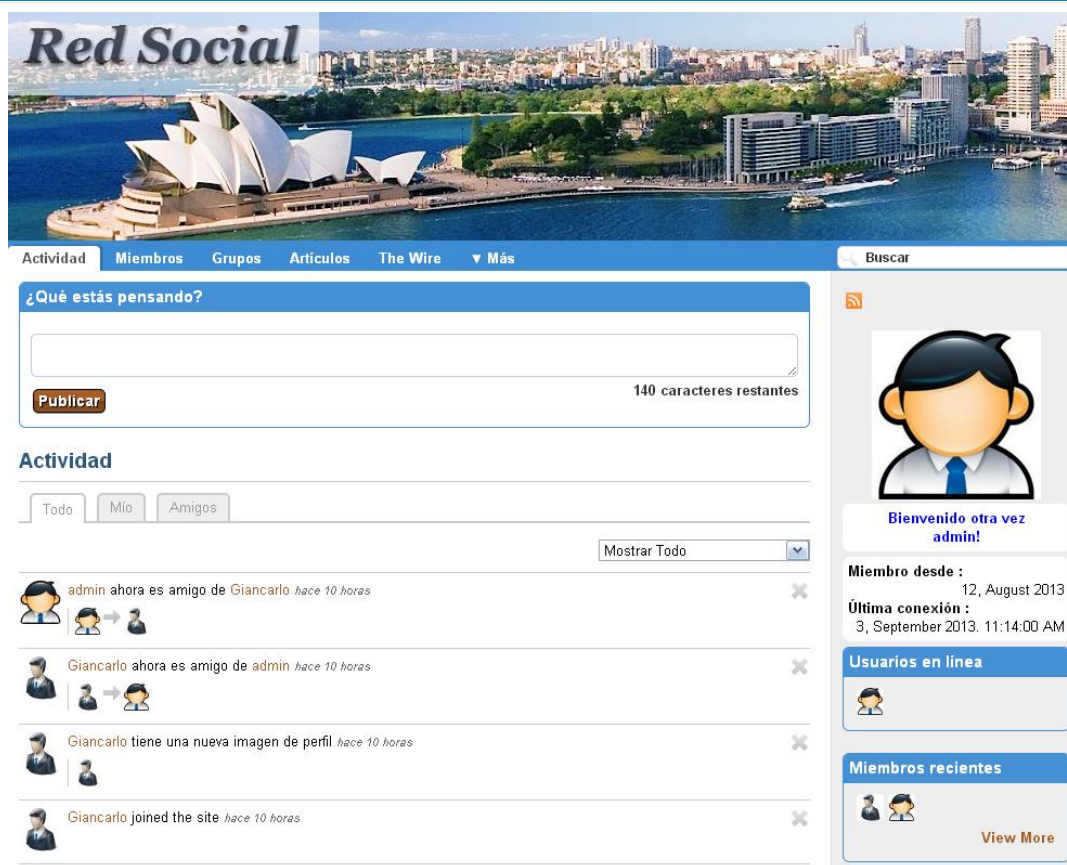 Red Social
Actividad Miembros Grupos Artículos The Wire ▼ Más
Buscar
¿Qué estás pensando?
140 caracteres restantes
Publicar
Actividad
Todo Mío Amigos
Mostrar Todo
admin ahora es amigo de Giancarlo hace 10 horas
Giancarlo ahora es amigo de admin hace 10 horas
Giancarlo tiene una nueva imagen de perfil hace 10 horas
Giancarlo joined the site hace 10 horas
Bienvenido otra vez
admin!
Miembro desde :
12, August 2013
Última conexión :
3, September 2013. 11:14:00 AM
Usuarios en línea
Miembros recientes
View More